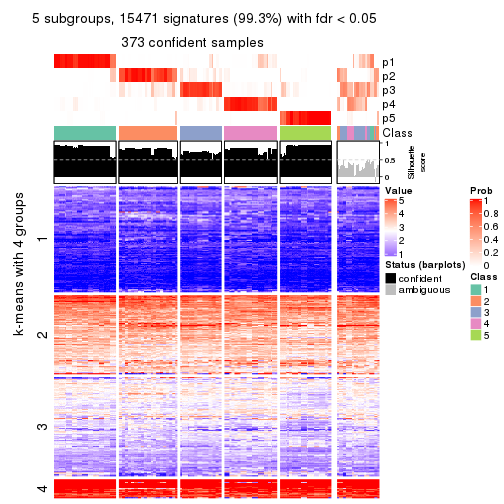 5 subgroups, 15471 signatures (99.3%) with fdr < 0.05
373 confident samples
p1
p2
p3
p4
p5
Class
1
0.5
0
Silhouette
score
k-means with 4 groups
1
2
3
4
Value
5
4
3
2
1
Status (barplots)
confident
ambiguous
Prob
1
0.8
0.6
0.4
0.2
0
Class
1
2
3
4
5